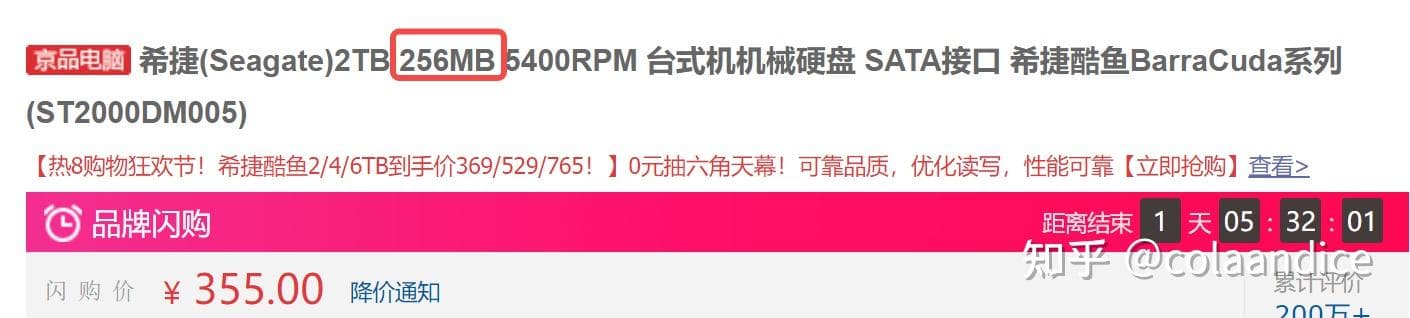 京品电脑 希捷(Seagate)2TB 256MB 5400RPM 台式机机械硬盘 SATA接口 希捷酷鱼BarraCuda系列
(ST2000DM005)
【热8购物狂欢节！希捷酷鱼2/4/6TB到手价369/529/765！】0元抽六角天幕！可靠品质，优化读写，性能可靠【立即抢购】查看>
品牌闪购 距离结束 1 天 05 : 32 : 01
知乎 @colaandice
闪购价 ¥ 355.00 降价通知 累计评价
200万+